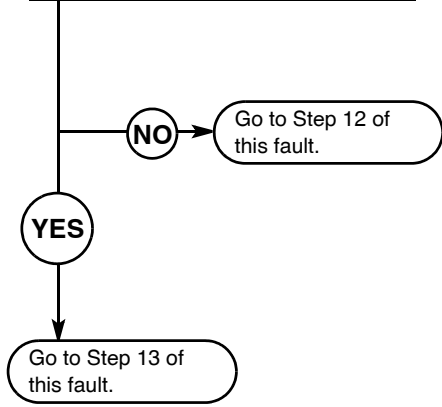 NO
Go to Step 12 of
this fault.
YES
Go to Step 13 of
this fault.